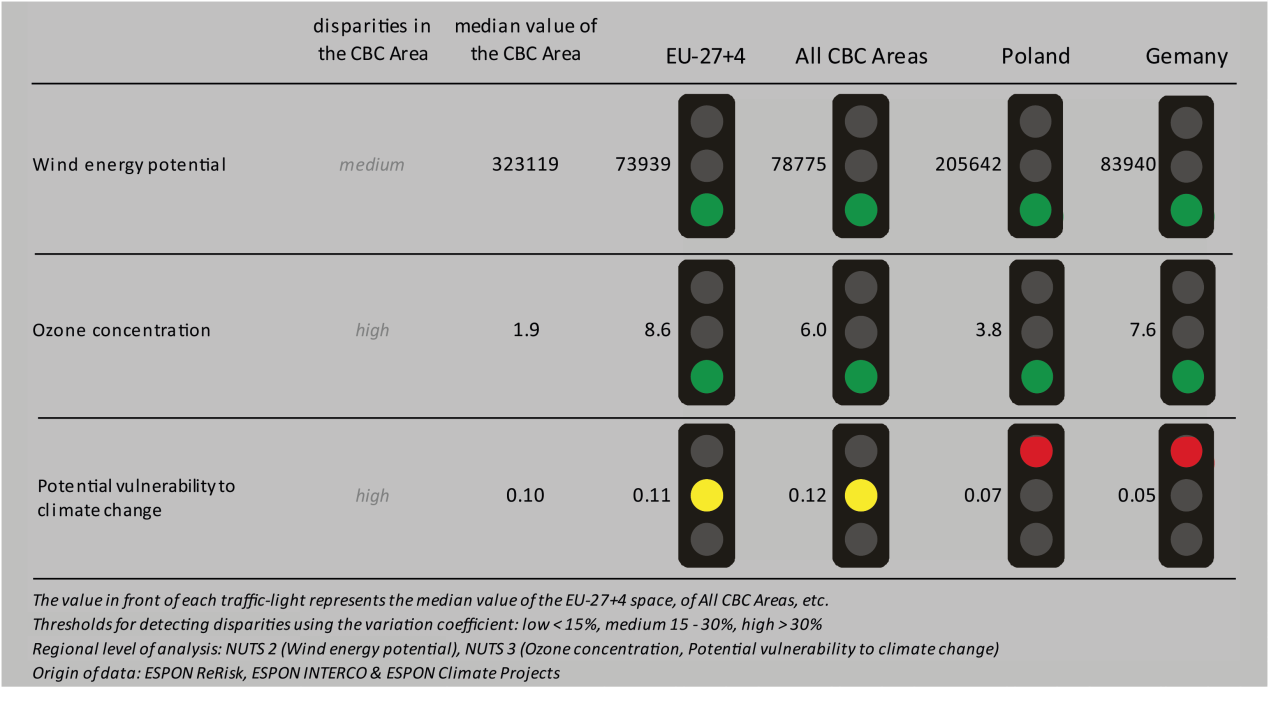 disparities in median value of
the CBC Area the CBC Area EU-27+4 All CBC Areas Poland Gemany
Wind energy potential medium 323119 73939 78775 205642 83940
Ozone concentration high 1.9 8.6 6.0 3.8 7.6
Potential vulnerability to
climate change high 0.10 0.11 0.12 0.07 0.05
The value in front of each traffic-light represents the median value of the EU-27+4 space, of All CBC Areas, etc.
Thresholds for detecting disparities using the variation coefficient: low < 15%, medium 15 - 30%, high > 30%
Regional level of analysis: NUTS 2 (Wind energy potential), NUTS 3 (Ozone concentration, Potential vulnerability to climate change)
Origin of data: ESPON ReRisk, ESPON INTERCO & ESPON Climate Projects